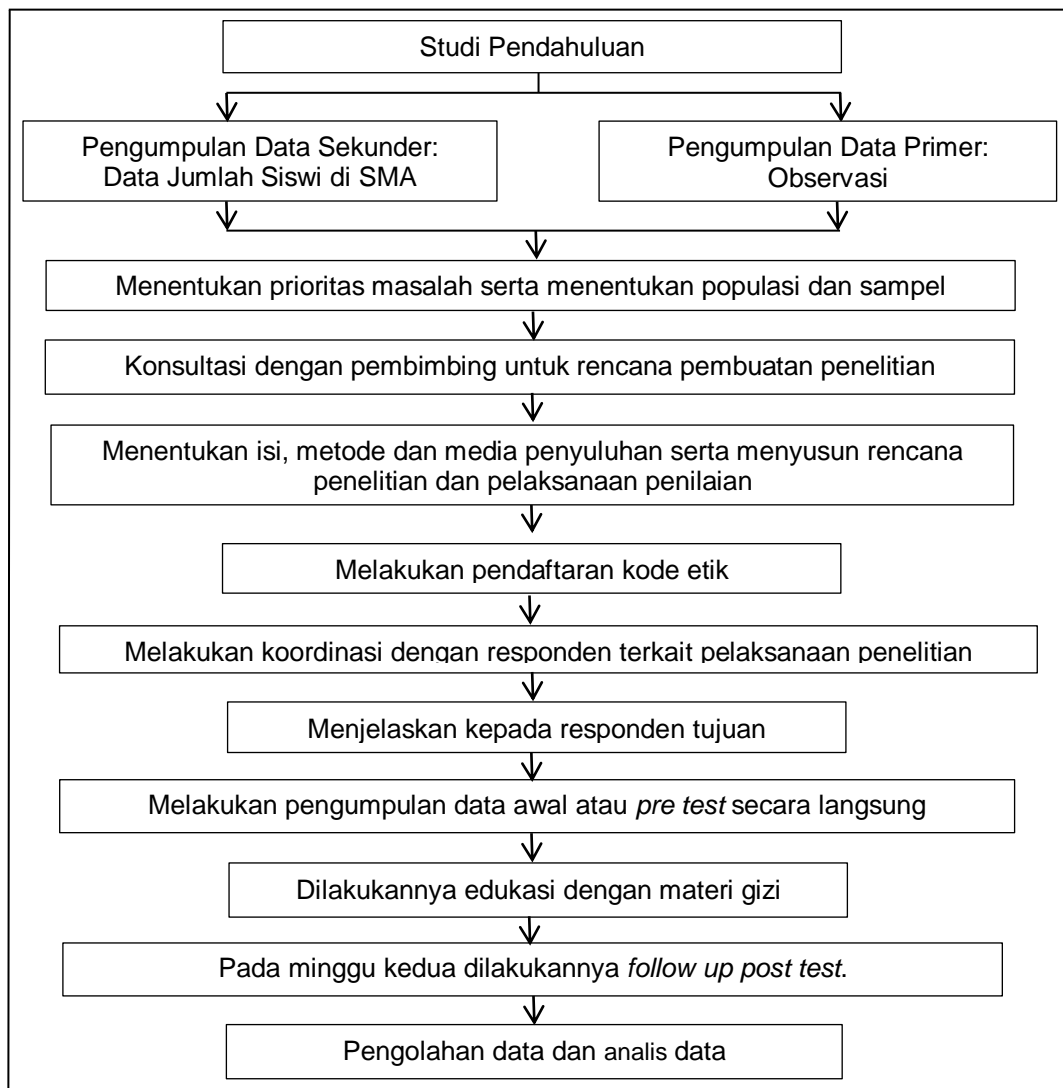 Studi Pendahuluan
Pengumpulan Data Sekunder:
Data Jumlah Siswi di SMA
Pengumpulan Data Primer:
Observasi
Menentukan prioritas masalah serta menentukan populasi dan sampel
Konsultasi dengan pembimbing untuk rencana pembuatan penelitian
Menentukan isi, metode dan media penyuluhan serta menyusun rencana
penelitian dan pelaksanaan penilaian
Melakukan pendaftaran kode etik
Melakukan koordinasi dengan responden terkait pelaksanaan penelitian
Menjelaskan kepada responden tujuan
Melakukan pengumpulan data awal atau pre test secara langsung
Dilakukannya edukasi dengan materi gizi
Pada minggu kedua dilakukannya follow up post test.
Pengolahan data dan analis data